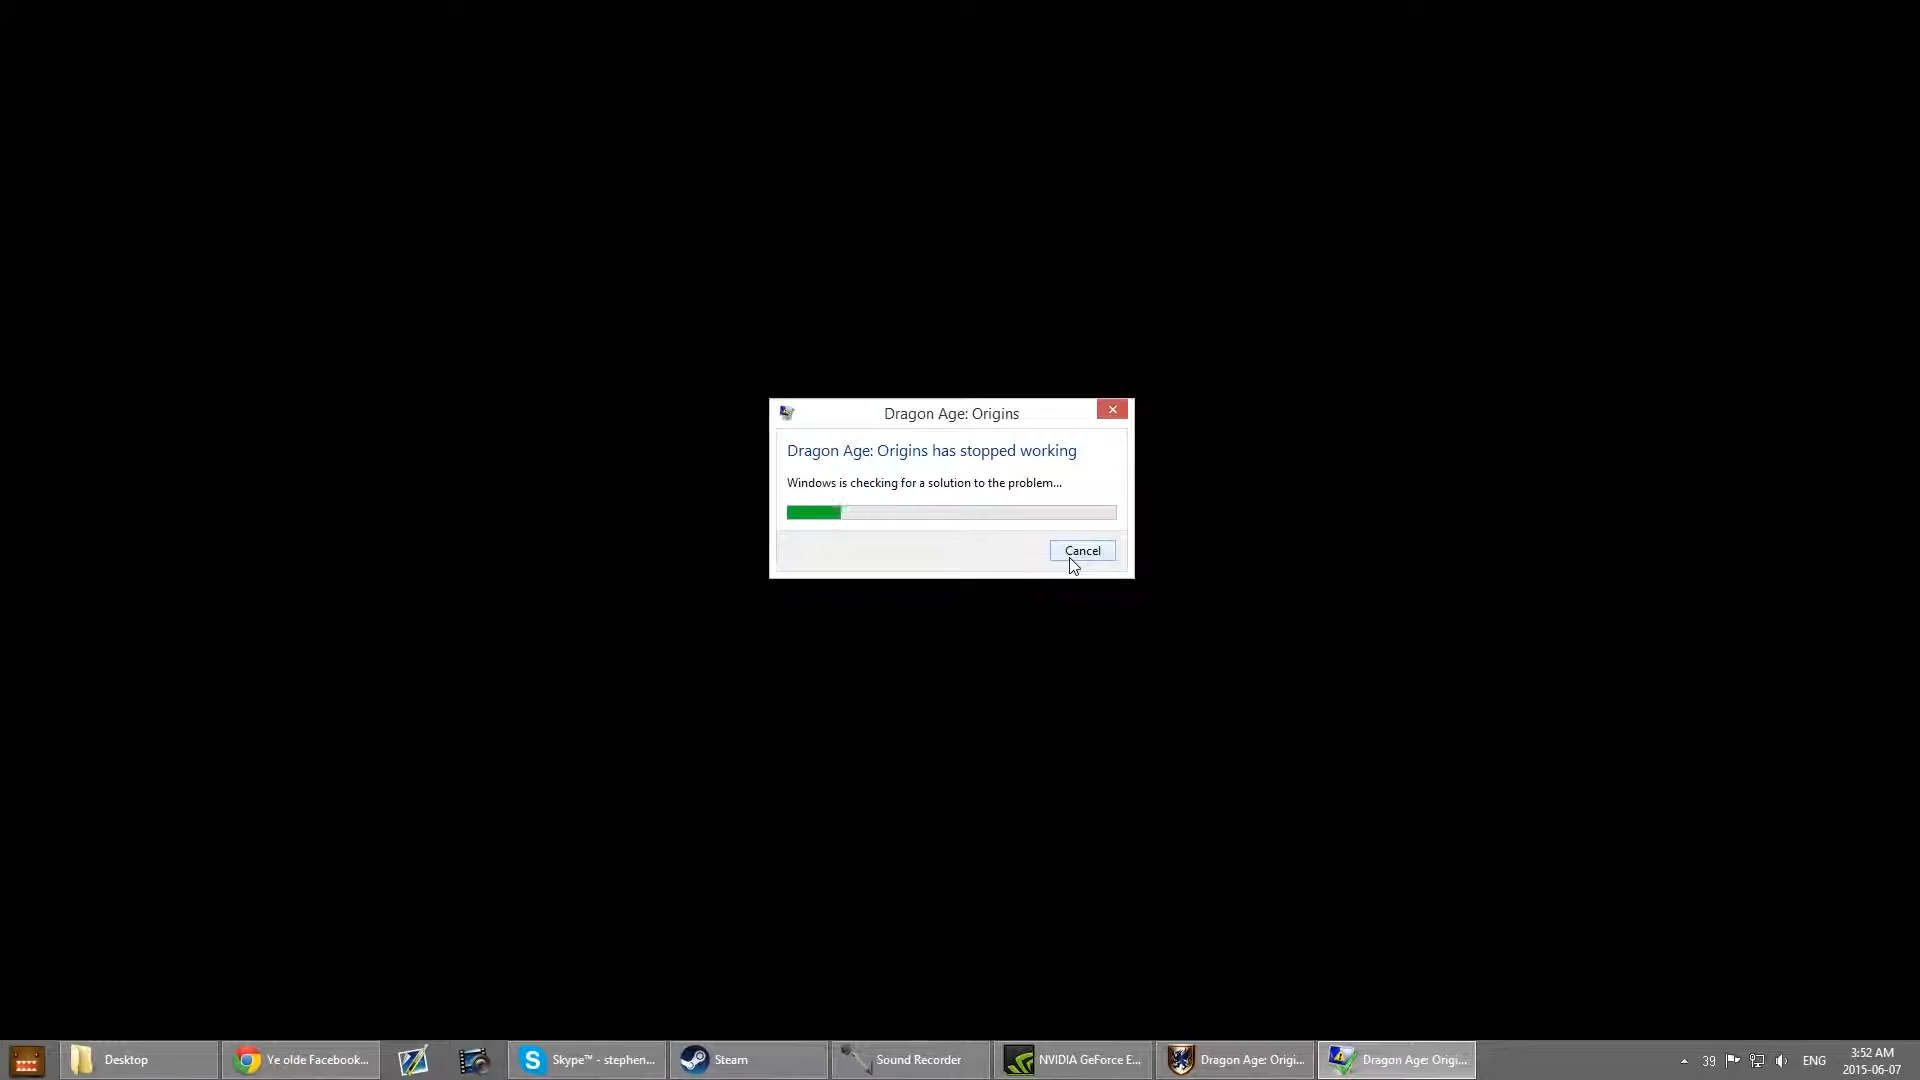 Dragon Age: Origins
Dragon Age: Origins has stopped working
Windows is checking for a solution to the problem...
Cancel
Desktop
Ye olde Facebook...
Skype™ - stephen...
Steam
Sound Recorder
NVIDIA GeForce E...
Dragon Age: Origi...
Dragon Age: Origi...
39
ENG
3:52 AM
2015-06-07